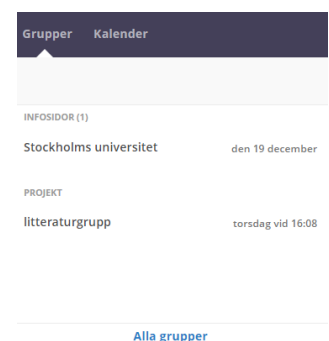 Grupper Kalender
INFOSIDOR (1)
Stockholms universitet den 19 december
PROJEKT
litteraturgrupp torsdag vid 16:08
Alla grupper